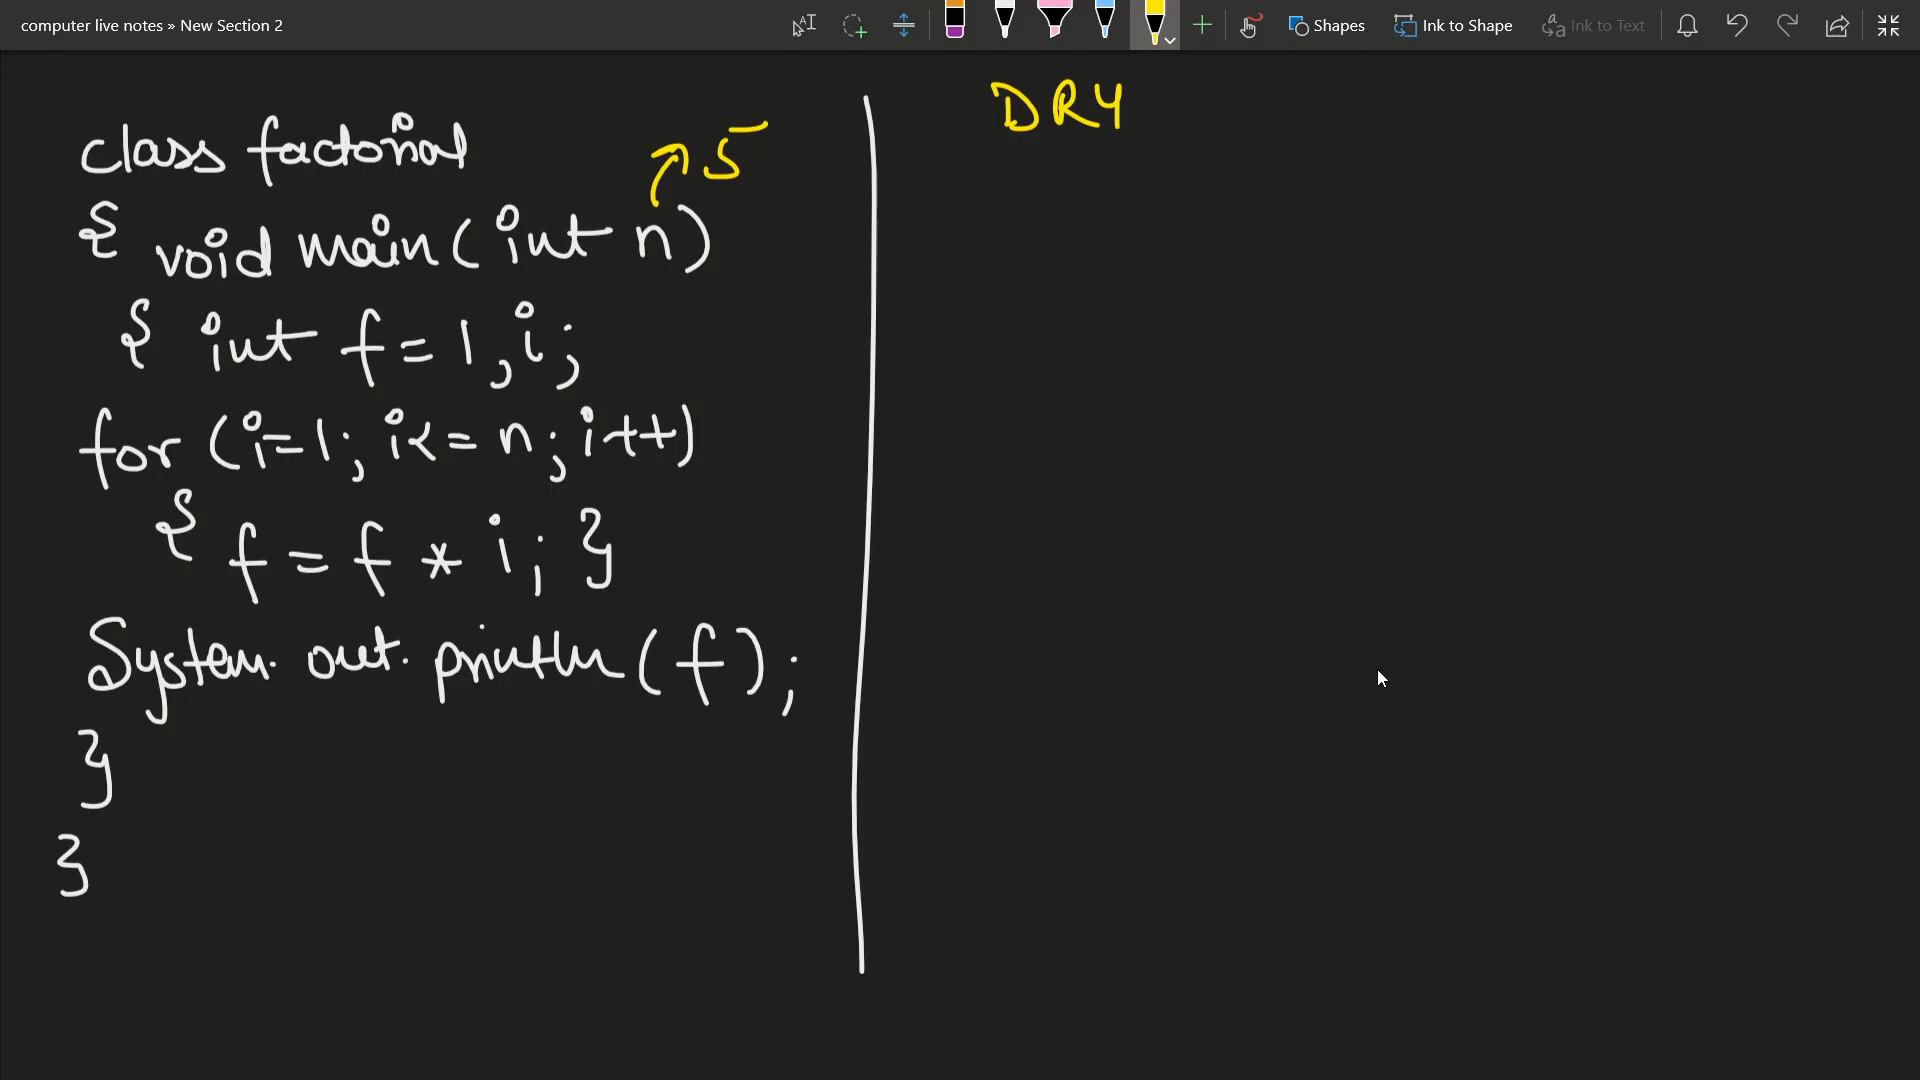 computer live notes » New Section 2
Shapes
Ink to Shape
Ink to Text
class factorial
5
{ void main(int n)
{ int f=1,i;
for (i=1; i<=n; i++)
{ f = f * i; }
System.out.println(f);
}
}
DRY